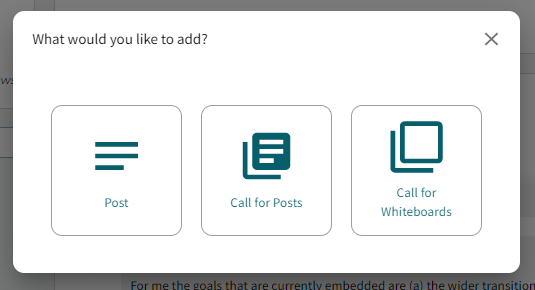 What would you like to add?
ws
Post
Call for Posts
Call for
Whiteboards
For me the goals that are currently embedded are (a) the wider transition